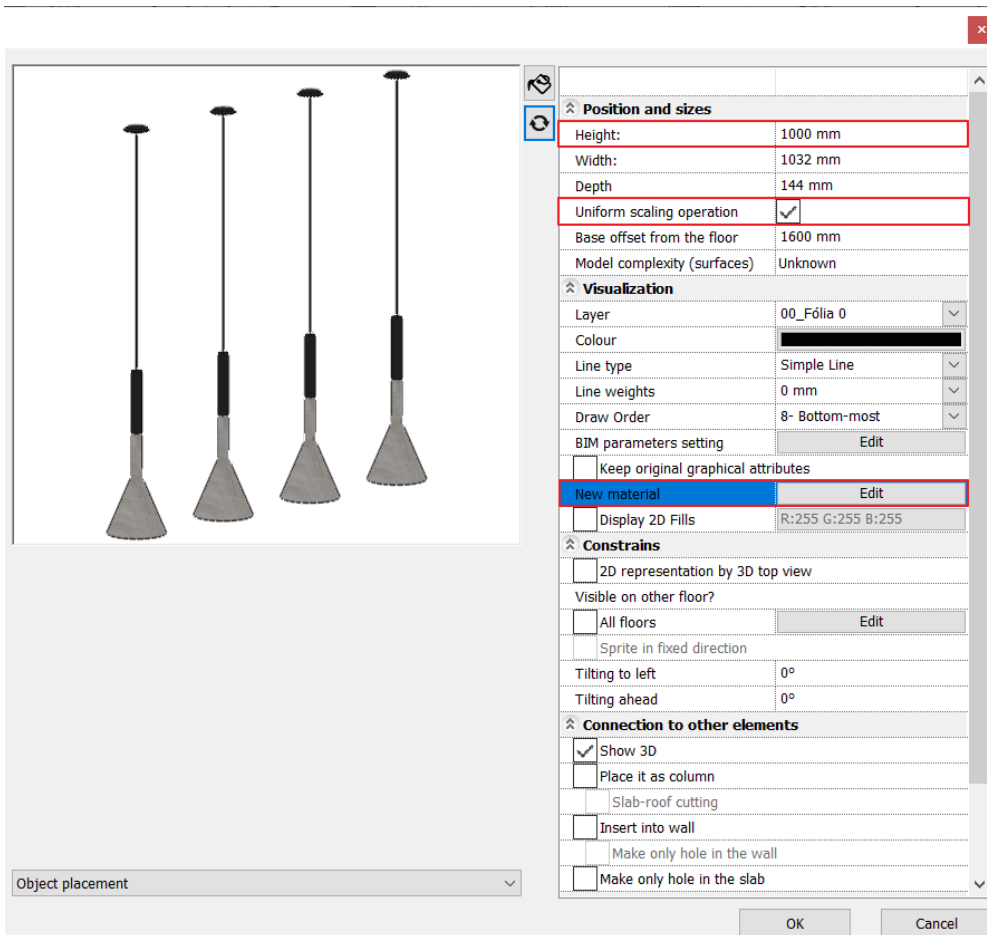 Position and sizes
Height: 1000 mm
Width: 1032 mm
Depth 144 mm
Uniform scaling operation
Base offset from the floor 1600 mm
Model complexity (surfaces) Unknown
Visualization
Layer 00_Fólia 0
Colour
Line type Simple Line
Line weights 0 mm
Draw Order 8- Bottom-most
BIM parameters setting Edit
Keep original graphical attributes
New material Edit
Display 2D Fills R:255 G:255 B:255
Constrains
2D representation by 3D top view
Visible on other floor?
All floors Edit
Sprite in fixed direction
Tilting to left 0°
Tilting ahead 0°
Connection to other elements
Show 3D
Place it as column
Slab-roof cutting
Insert into wall
Make only hole in the wall
Object placement
Make only hole in the slab
OK Cancel